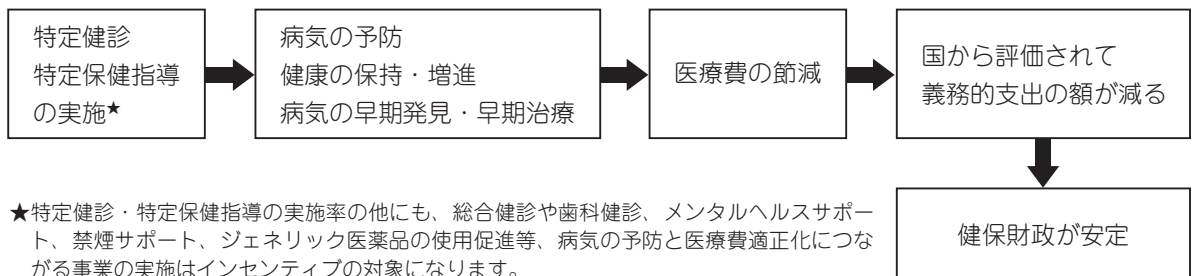 特定健診
特定保健指導
の実施★
病気の予防
健康の保持・増進
病気の早期発見・早期治療
医療費の節減
国から評価されて
義務的支出の額が減る
健保財政が安定
★特定健診・特定保健指導の実施率の他にも、総合健診や歯科健診、メンタルヘルスサポー
ト、禁煙サポート、ジェネリック医薬品の使用促進等、病気の予防と医療費適正化につな
がる事業の実施はインセンティブの対象になります。